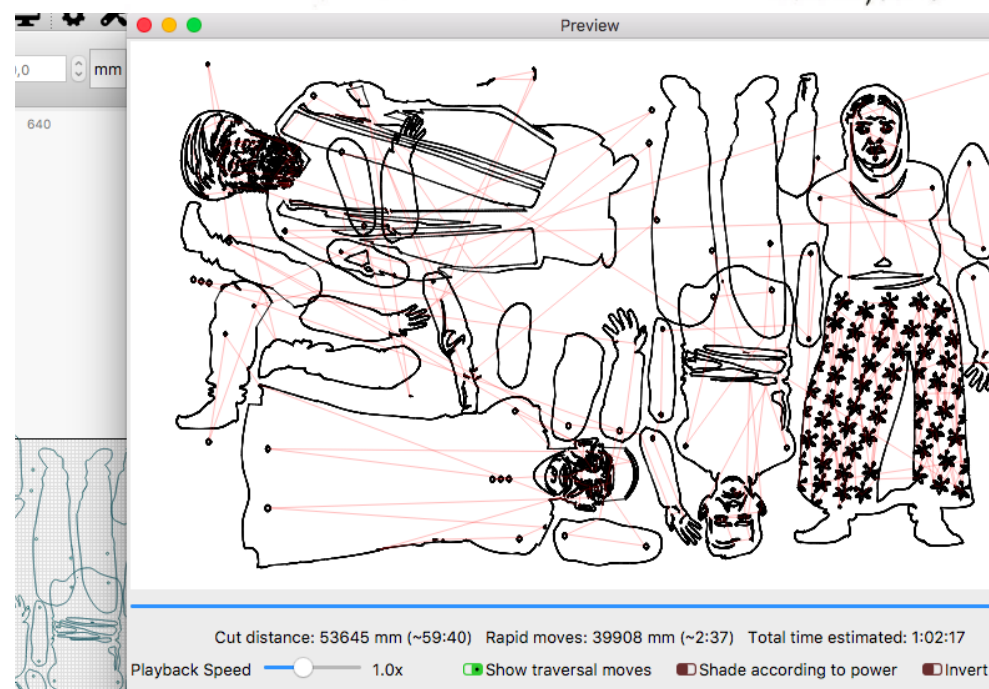 Preview
,0
mm
640
Cut distance: 53645 mm (~59:40) Rapid moves: 39908 mm (~2:37) Total time estimated: 1:02:17
Playback Speed 1.0x Show traversal moves Shade according to power Invert